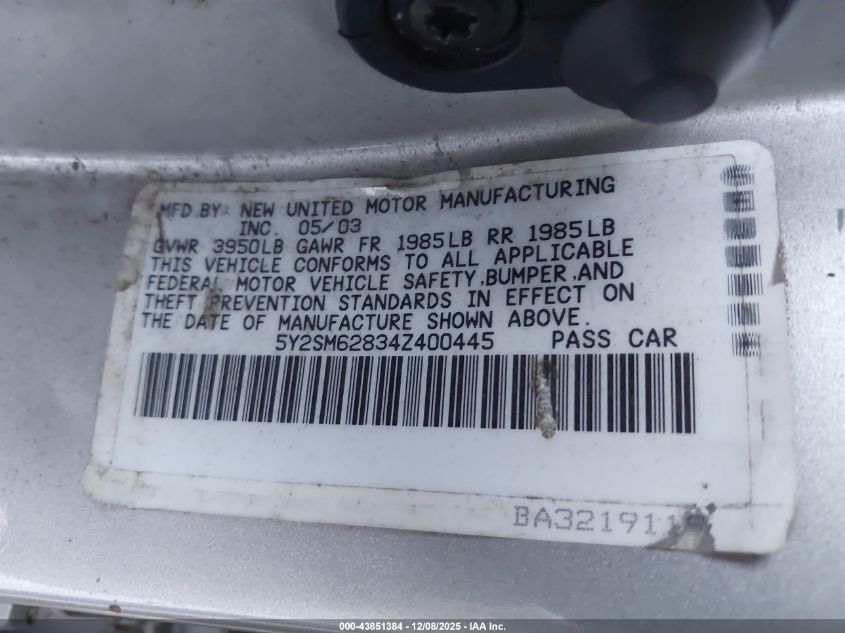 MFD.BY: NEW UNITED MOTOR MANUFACTURING
INC. 05/03
GVWR 3950LB GAWR FR 1985LB RR 1985LB
THIS VEHICLE CONFORMS TO ALL APPLICABLE
FEDERAL MOTOR VEHICLE SAFETY,BUMPER,AND
THEFT PREVENTION STANDARDS IN EFFECT ON
THE DATE OF MANUFACTURE SHOWN ABOVE.
5Y2SM62834Z400445 PASS CAR
000-43851384 - 12/08/2025 - IAA Inc.